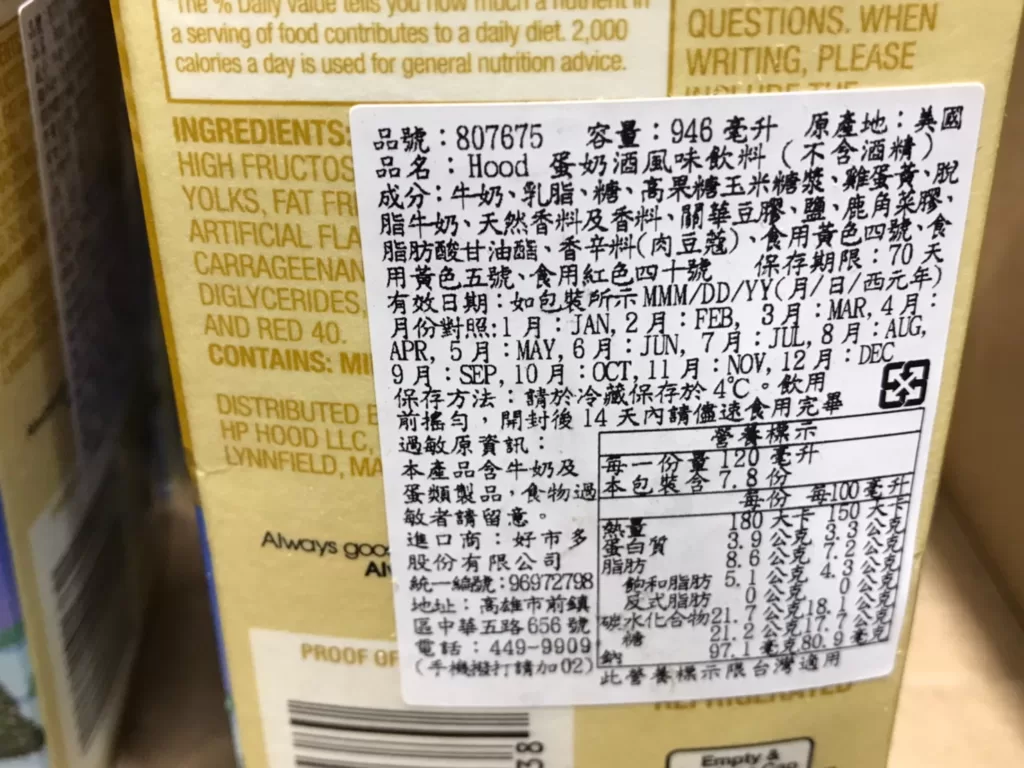 The % Daily Value tells you how much a nutrient in
a serving of food contributes to a daily diet. 2,000
calories a day is used for general nutrition advice.
QUESTIONS. WHEN
WRITING, PLEASE
INCLUDE THE
INGREDIENTS:
HIGH FRUCTOS
YOLKS, FAT FR
ARTIFICIAL FLA
CARRAGEENAN
DIGLYCERIDES,
AND RED 40.
CONTAINS: MI
DISTRIBUTED B
HP HOOD LLC,
LYNNFIELD, MA
Always goo
Al
PROOF OF
品號：807675 容量：946 毫升 原產地：美國
品名：Hood 蛋奶酒風味飲料（不含酒精）
成分：牛奶、乳脂、糖、高果糖玉米糖漿、雞蛋黃、脫
脂牛奶、天然香料及香料、關華豆膠、鹽、鹿角菜膠、
脂肪酸甘油酯、香辛料(肉豆蔻)、食用黃色四號、食
用黃色五號、食用紅色四十號 保存期限：70 天
有效日期：如包裝所示 MMM/DD/YY(月/日/西元年)
月份對照:1 月：JAN, 2 月：FEB, 3 月：MAR, 4 月：
APR, 5 月：MAY, 6 月：JUN, 7 月：JUL, 8 月：AUG,
9 月：SEP, 10 月：OCT, 11 月：NOV, 12 月：DEC
保存方法：請於冷藏保存於 4℃。飲用
前搖勻，開封後 14 天內請儘速食用完畢
過敏原資訊：
本產品含牛奶及
蛋類製品，食物過
敏者請留意。
進口商：好市多
股份有限公司
統一編號：96972798
地址：高雄市前鎮
區中華五路 656 號
電話：449-9909
(手機撥打請加 02)
營養標示
每一份量 120 毫升
本包裝含 7.8 份
每份 每100 毫升
熱量 180 大卡 150 大卡
蛋白質 3.9 公克 3.3 公克
脂肪 8.6 公克 7.2 公克
飽和脂肪 5.1 公克 4.3 公克
反式脂肪 0 公克 0 公克
碳水化合物 21.7 公克 18.1 公克
糖 21.2 公克 17.7 公克
鈉 97.1 毫克 80.9 毫克
此營養標示限台灣適用
REFRIGERATED
Empty &
Cap
38